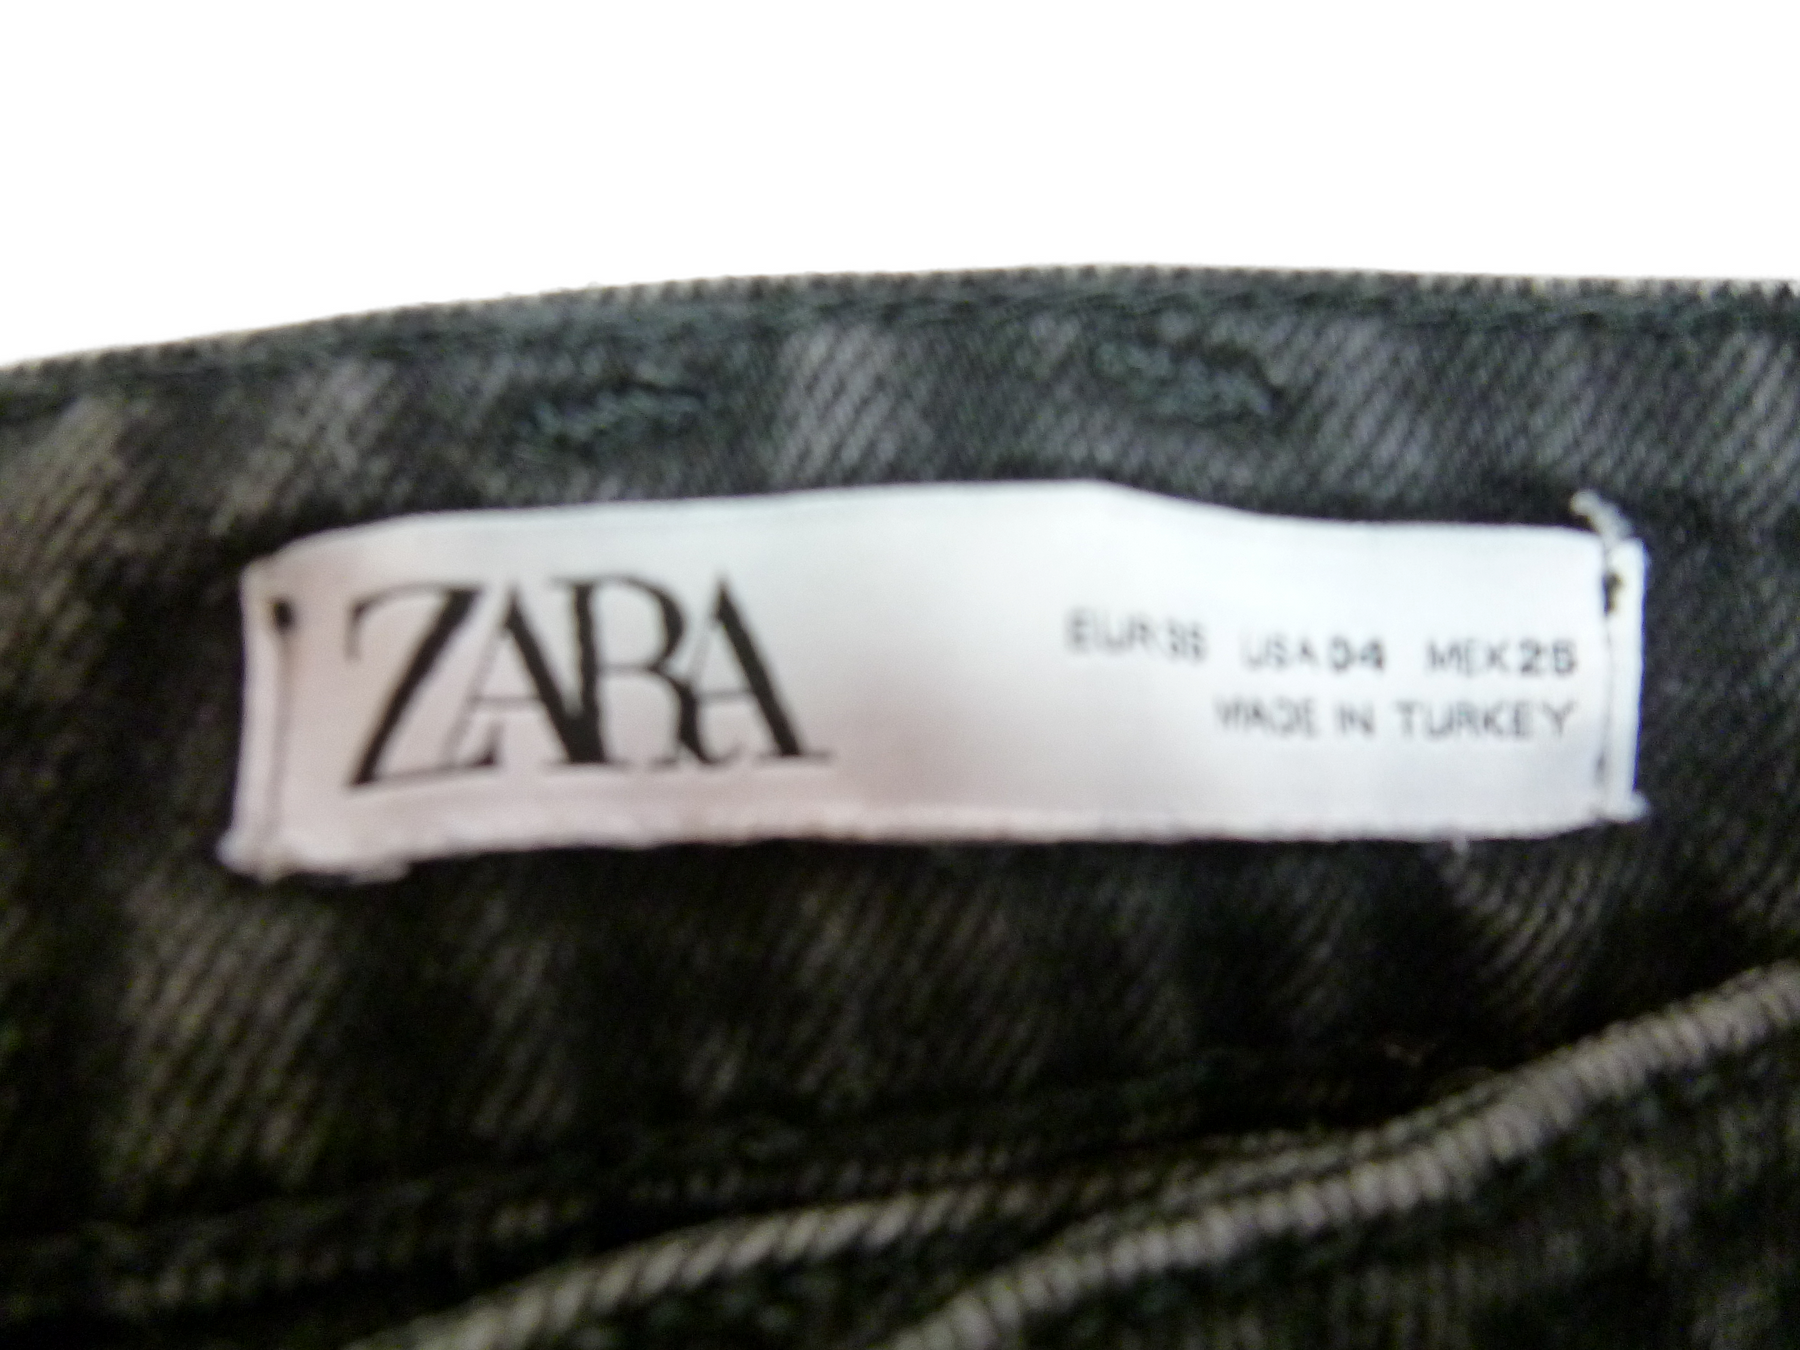 ZARA
EUR 36 USA 04 MEX 26
MADE IN TURKEY